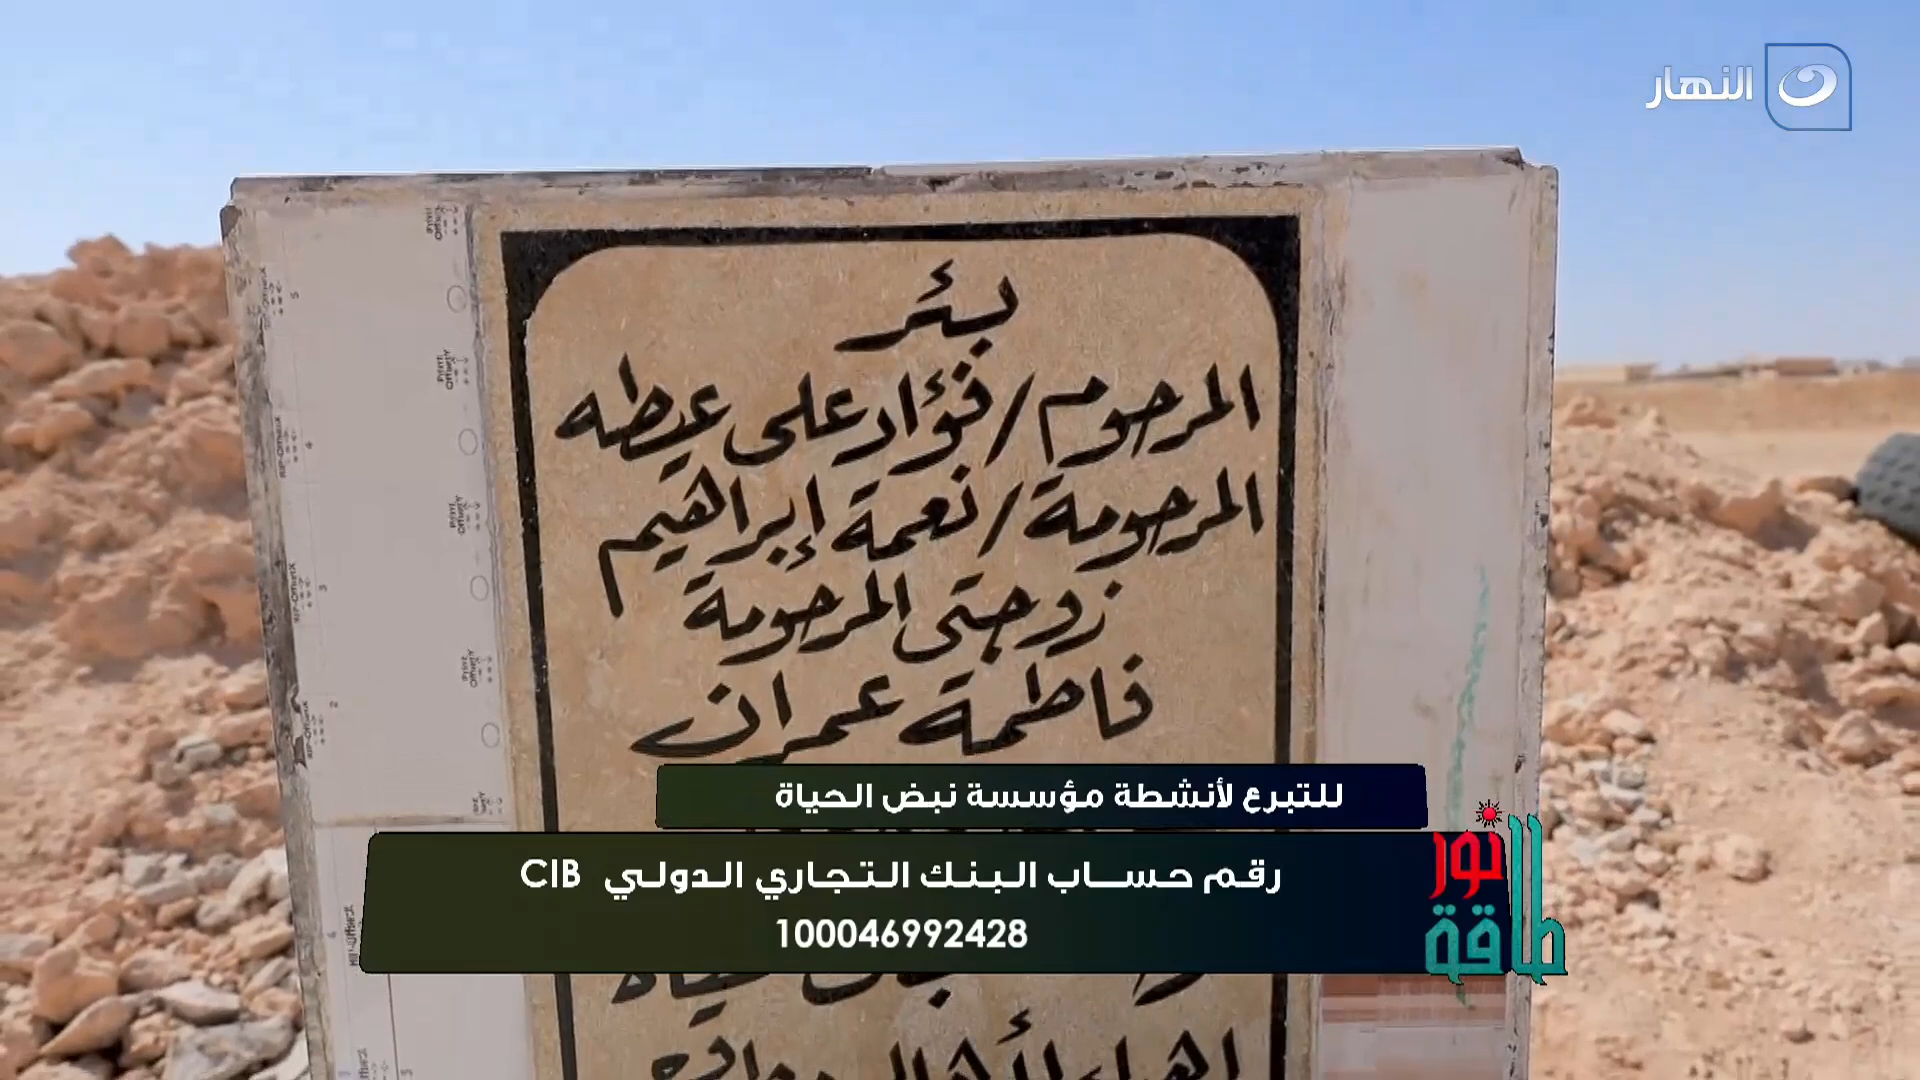 النهار
بئر
المرحوم / فؤاد على عيطه
المرحومة / نعمة إبراهيم
زوجتى المرحومة
فاطمة عمران
للتبرع لأنشطة مؤسسة نبض الحياة
رقم حساب البنك التجاري الدولي CIB
100046992428
طاقة نور